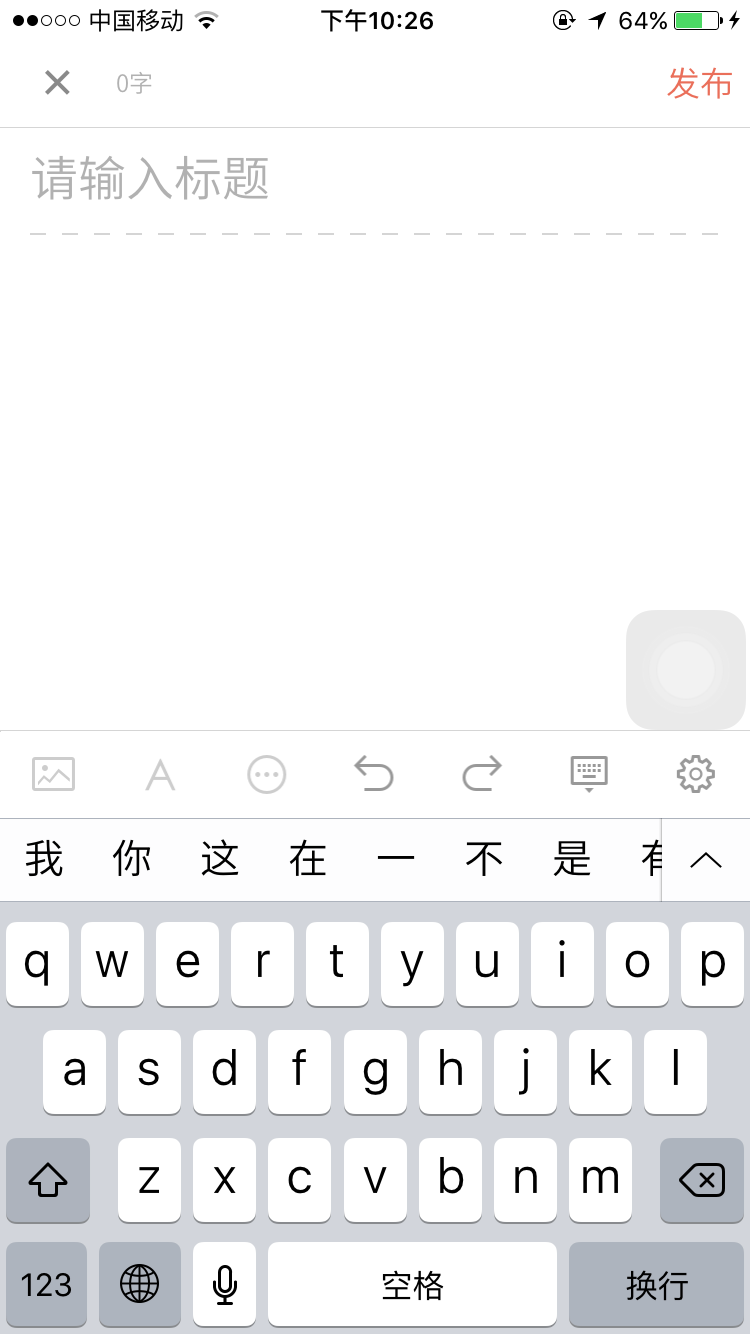 中国移动 下午10:26 64%
0字 发布
请输入标题
我 你 这 在 一 不 是 有
q w e r t y u i o p
a s d f g h j k l
z x c v b n m
123 空格 换行